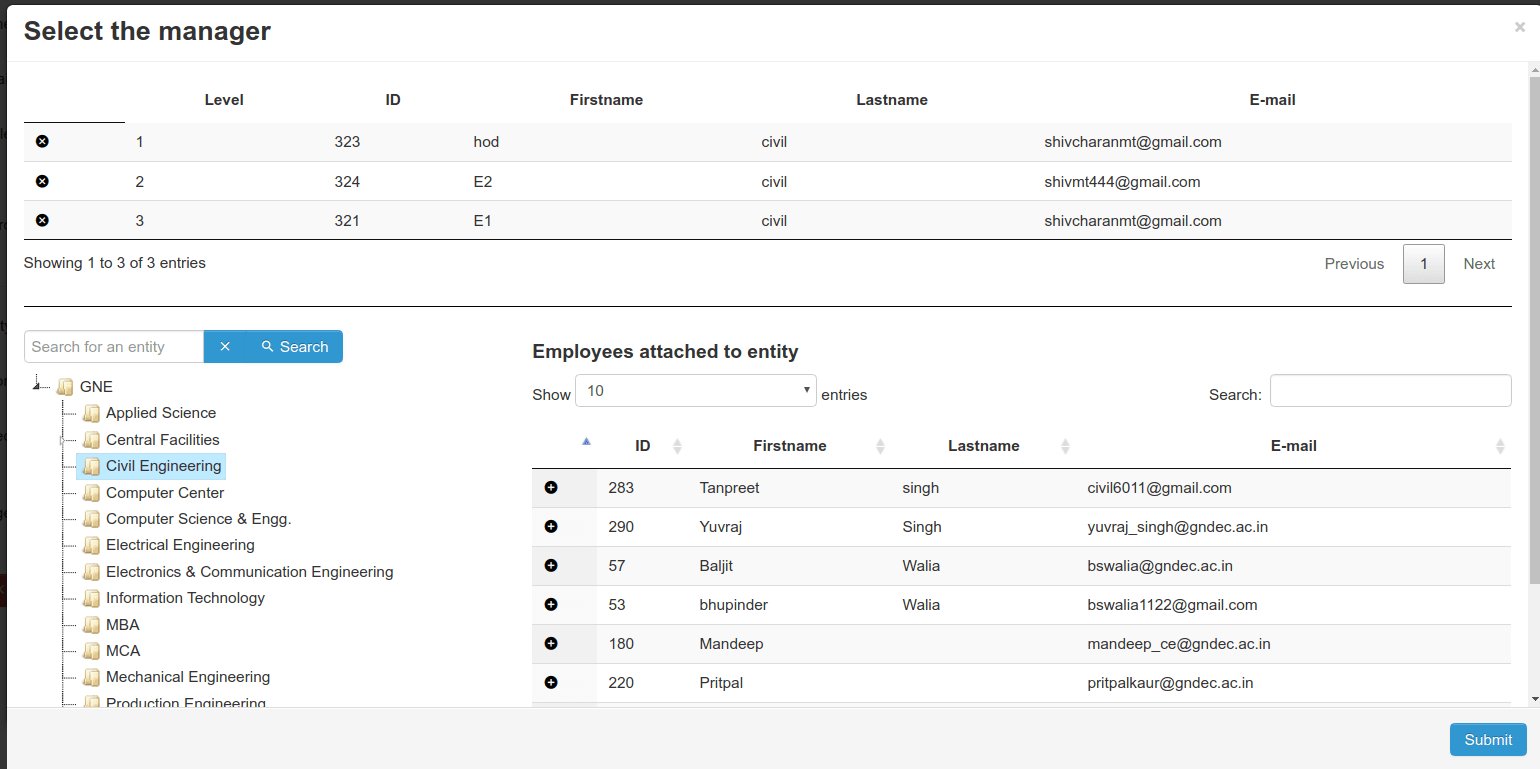 Select the manager ×
Level ID Firstname Lastname E-mail
1 323 hod civil shivcharanmt@gmail.com
2 324 E2 civil shivmt444@gmail.com
3 321 E1 civil shivcharanmt@gmail.com
Showing 1 to 3 of 3 entries
Previous 1 Next
Search for an entity × Search
GNE
Applied Science
Central Facilities
Civil Engineering
Computer Center
Computer Science & Engg.
Electrical Engineering
Electronics & Communication Engineering
Information Technology
MBA
MCA
Mechanical Engineering
Production Engineering
Employees attached to entity
Show 10 entries
Search:
ID Firstname Lastname E-mail
283 Tanpreet singh civil6011@gmail.com
290 Yuvraj Singh yuvraj_singh@gndec.ac.in
57 Baljit Walia bswalia@gndec.ac.in
53 bhupinder Walia bswalia1122@gmail.com
180 Mandeep mandeep_ce@gndec.ac.in
220 Pritpal pritpalkaur@gndec.ac.in
Submit